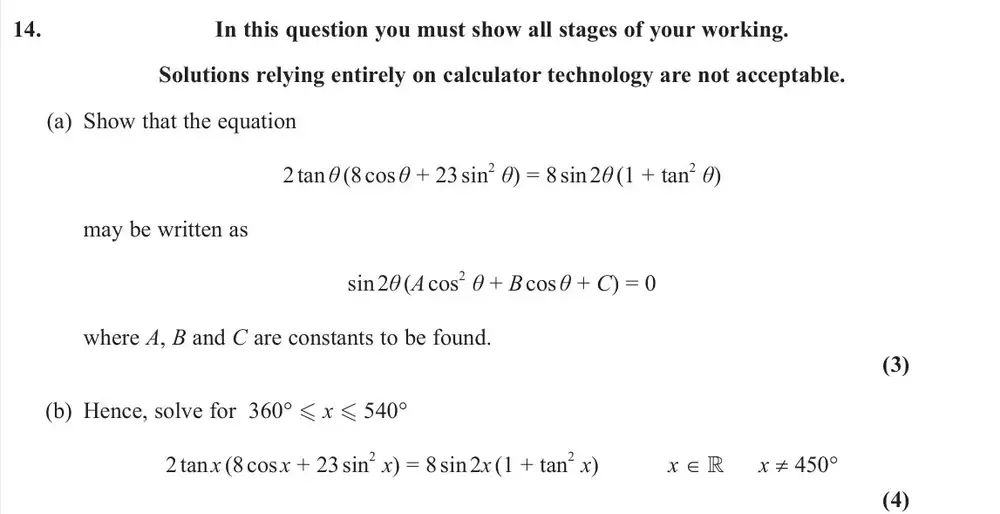 14. In this question you must show all stages of your working.
Solutions relying entirely on calculator technology are not acceptable.
(a) Show that the equation
2 tan θ (8 cos θ + 23 sin² θ) = 8 sin 2θ (1 + tan² θ)
may be written as
sin 2θ (A cos² θ + B cos θ + C) = 0
where A, B and C are constants to be found.
(3)
(b) Hence, solve for 360° ⩽ x ⩽ 540°
2 tan x (8 cos x + 23 sin² x) = 8 sin 2x (1 + tan² x) x ∈ ℝ x ≠ 450°
(4)